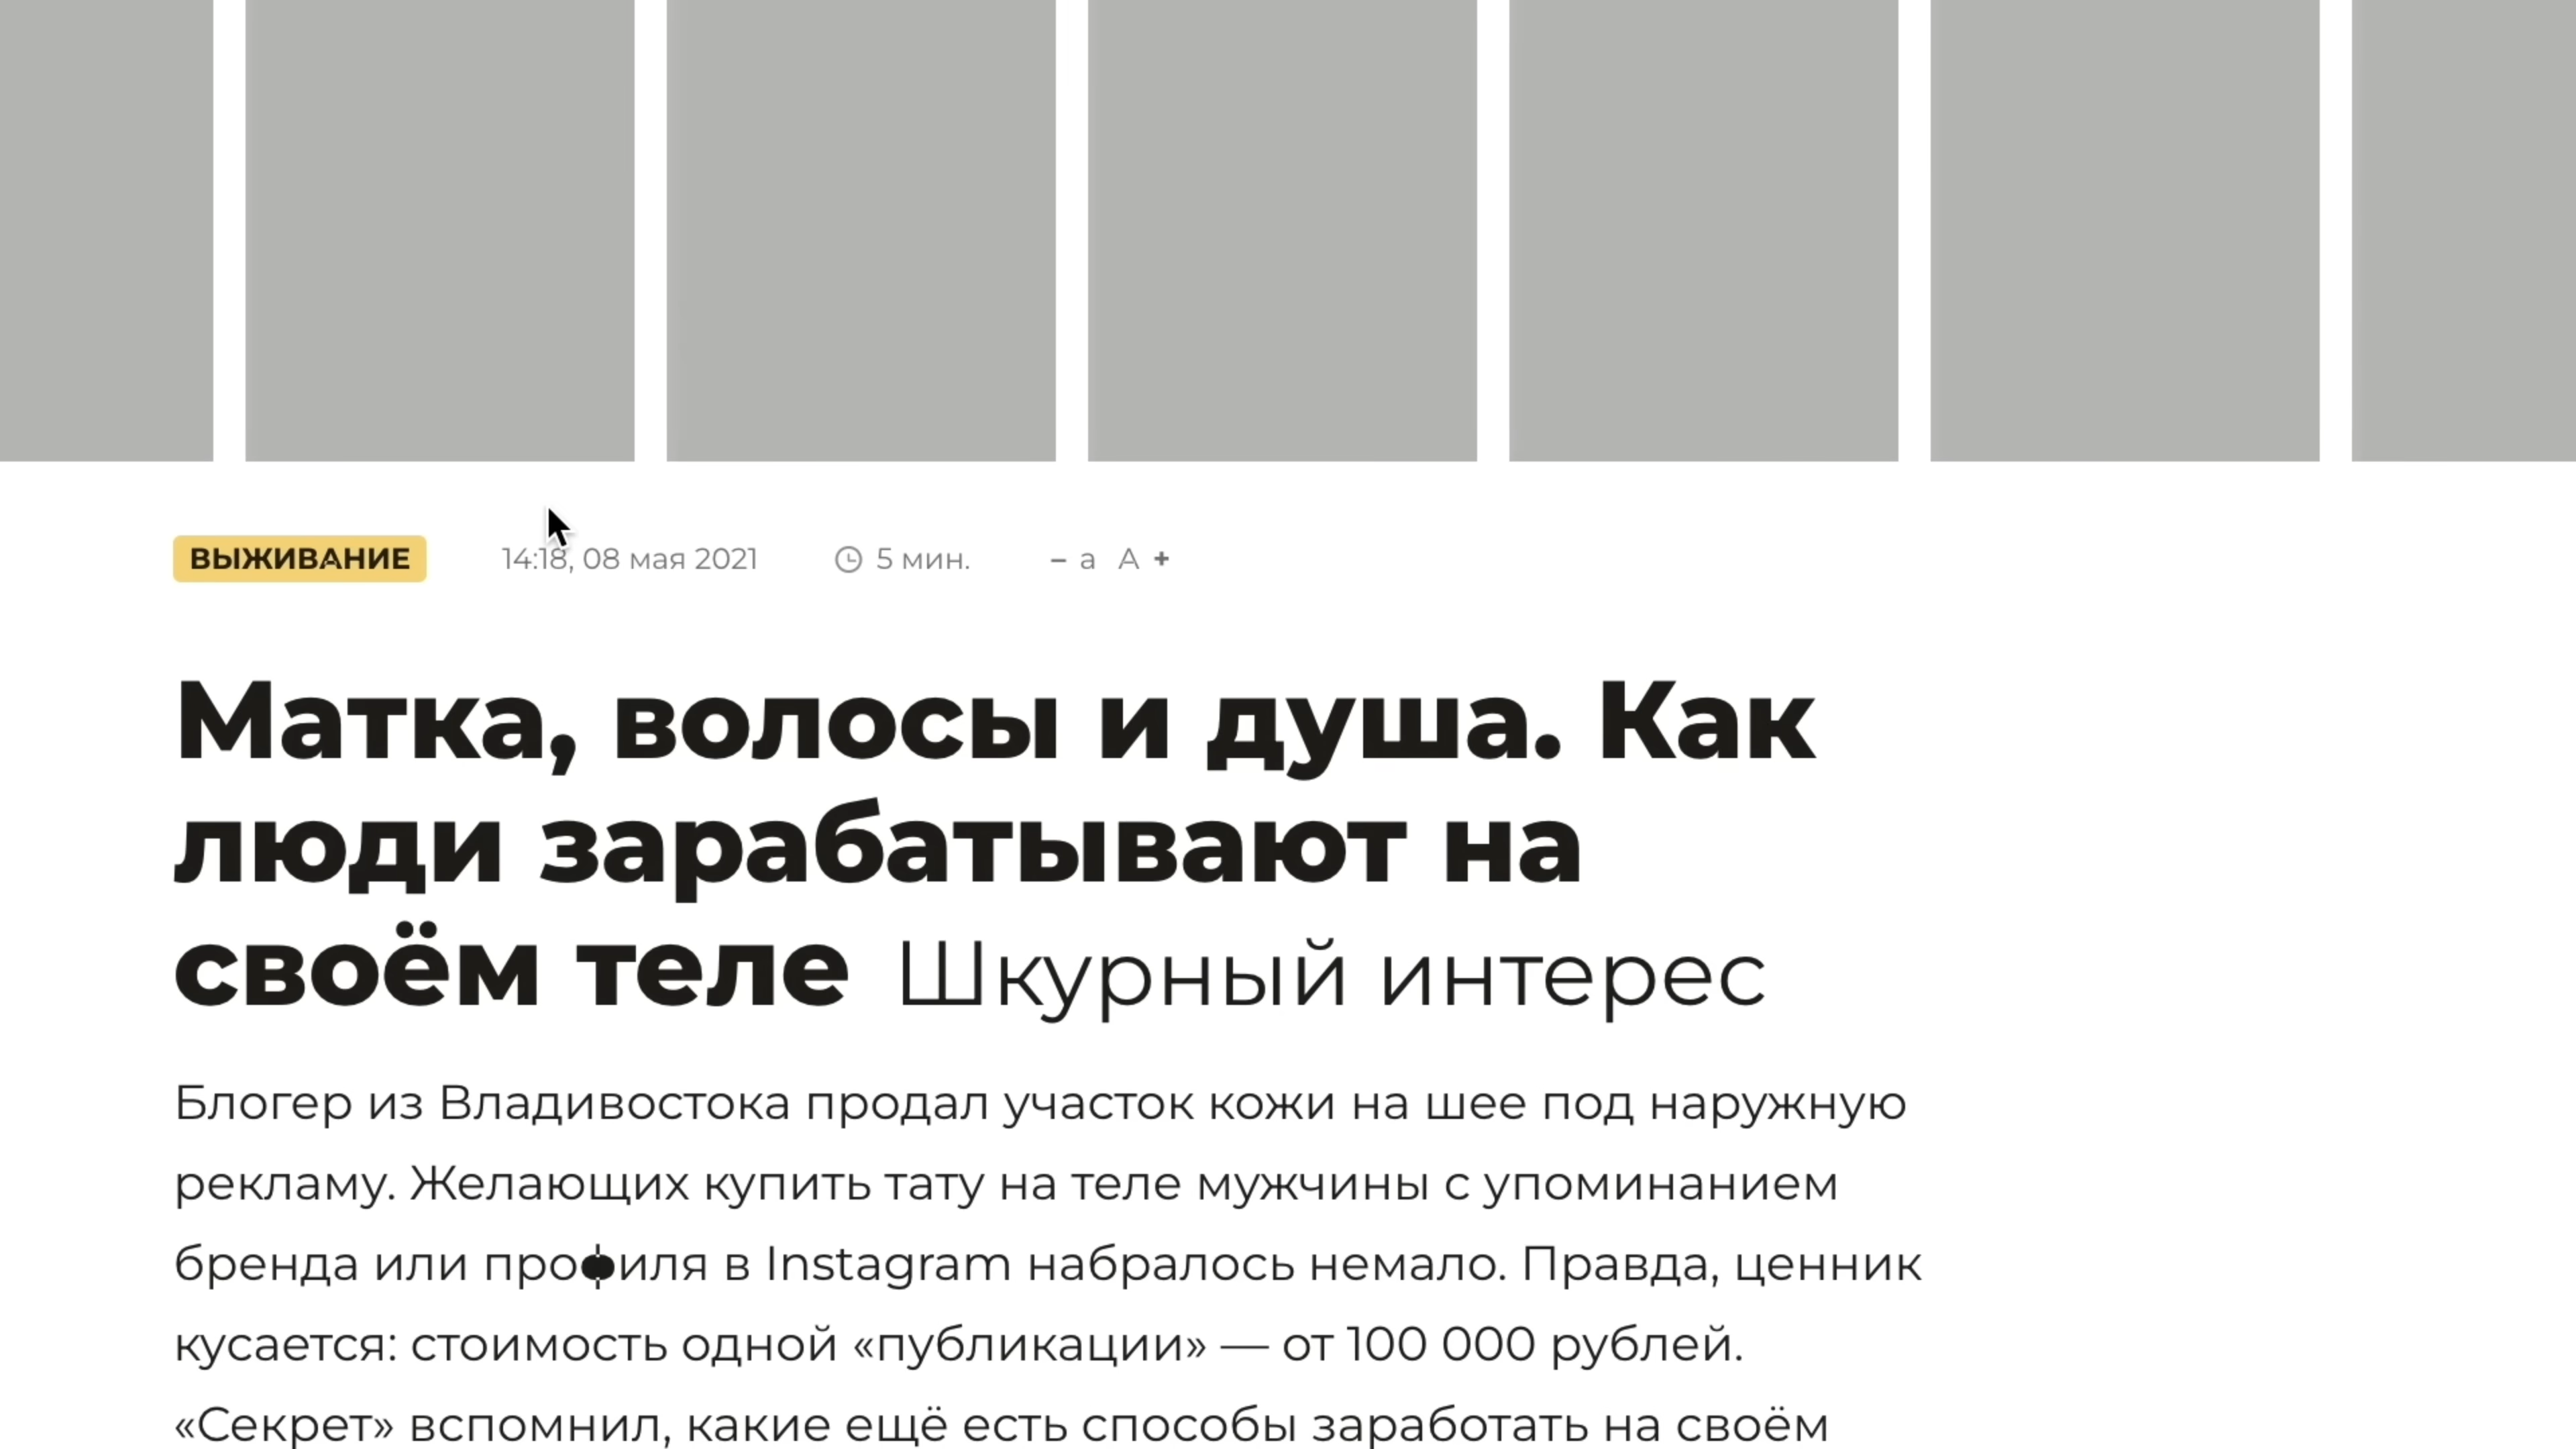 ВЫЖИВАНИЕ 14:18, 08 мая 2021 5 мин. – а А +
Матка, волосы и душа. Как
люди зарабатывают на
своём теле Шкурный интерес
Блогер из Владивостока продал участок кожи на шее под наружную
рекламу. Желающих купить тату на теле мужчины с упоминанием
бренда или профиля в Instagram набралось немало. Правда, ценник
кусается: стоимость одной «публикации» — от 100 000 рублей.
«Секрет» вспомнил, какие ещё есть способы заработать на своём